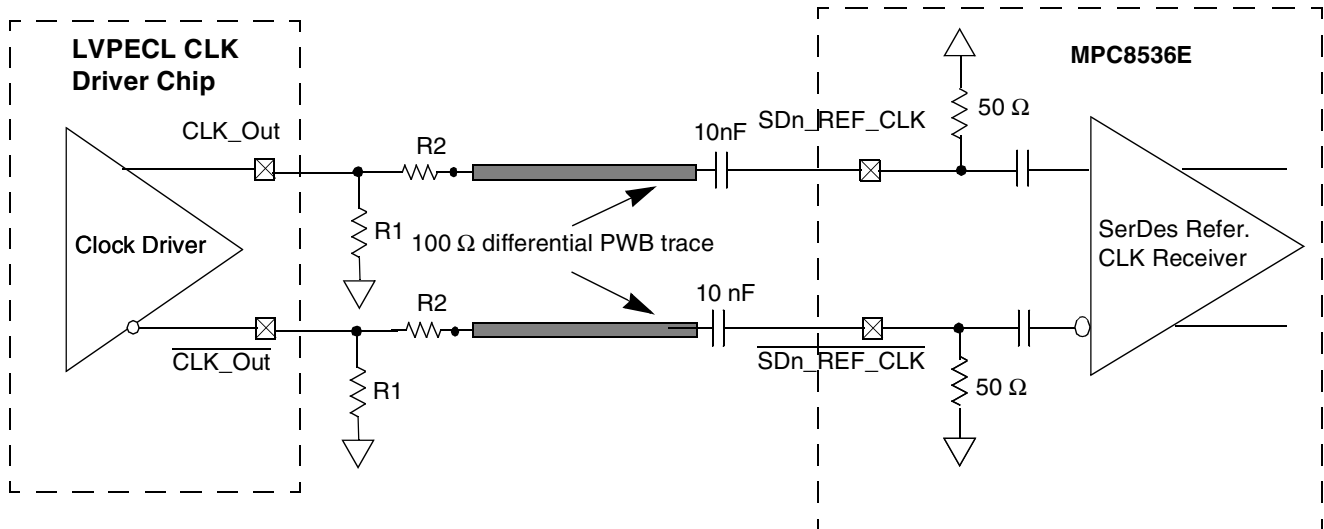 LVPECL CLK
Driver Chip
MPC8536E
CLK_Out
R2
10nF
SDn_REF_CLK
50 Ω
Clock Driver
R1
100 Ω differential PWB trace
SerDes Refer.
CLK Receiver
R2
10 nF
CLK_Out
SDn_REF_CLK
R1
50 Ω